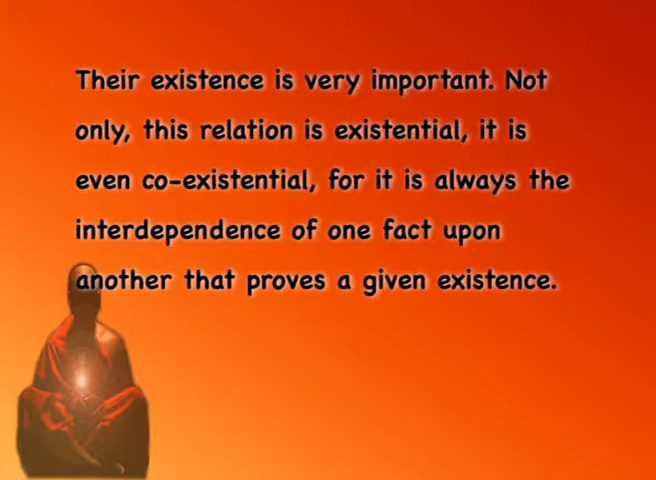 Their existence is very important. Not
only, this relation is existential, it is
even co-existential, for it is always the
interdependence of one fact upon
another that proves a given existence.